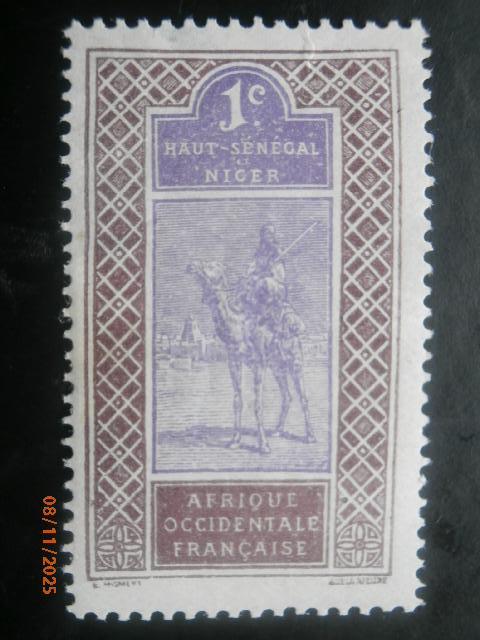 1c
HAUT-SÉNÉGAL
ET
NIGER
AFRIQUE
OCCIDENTALE
FRANÇAISE
08/11/2025